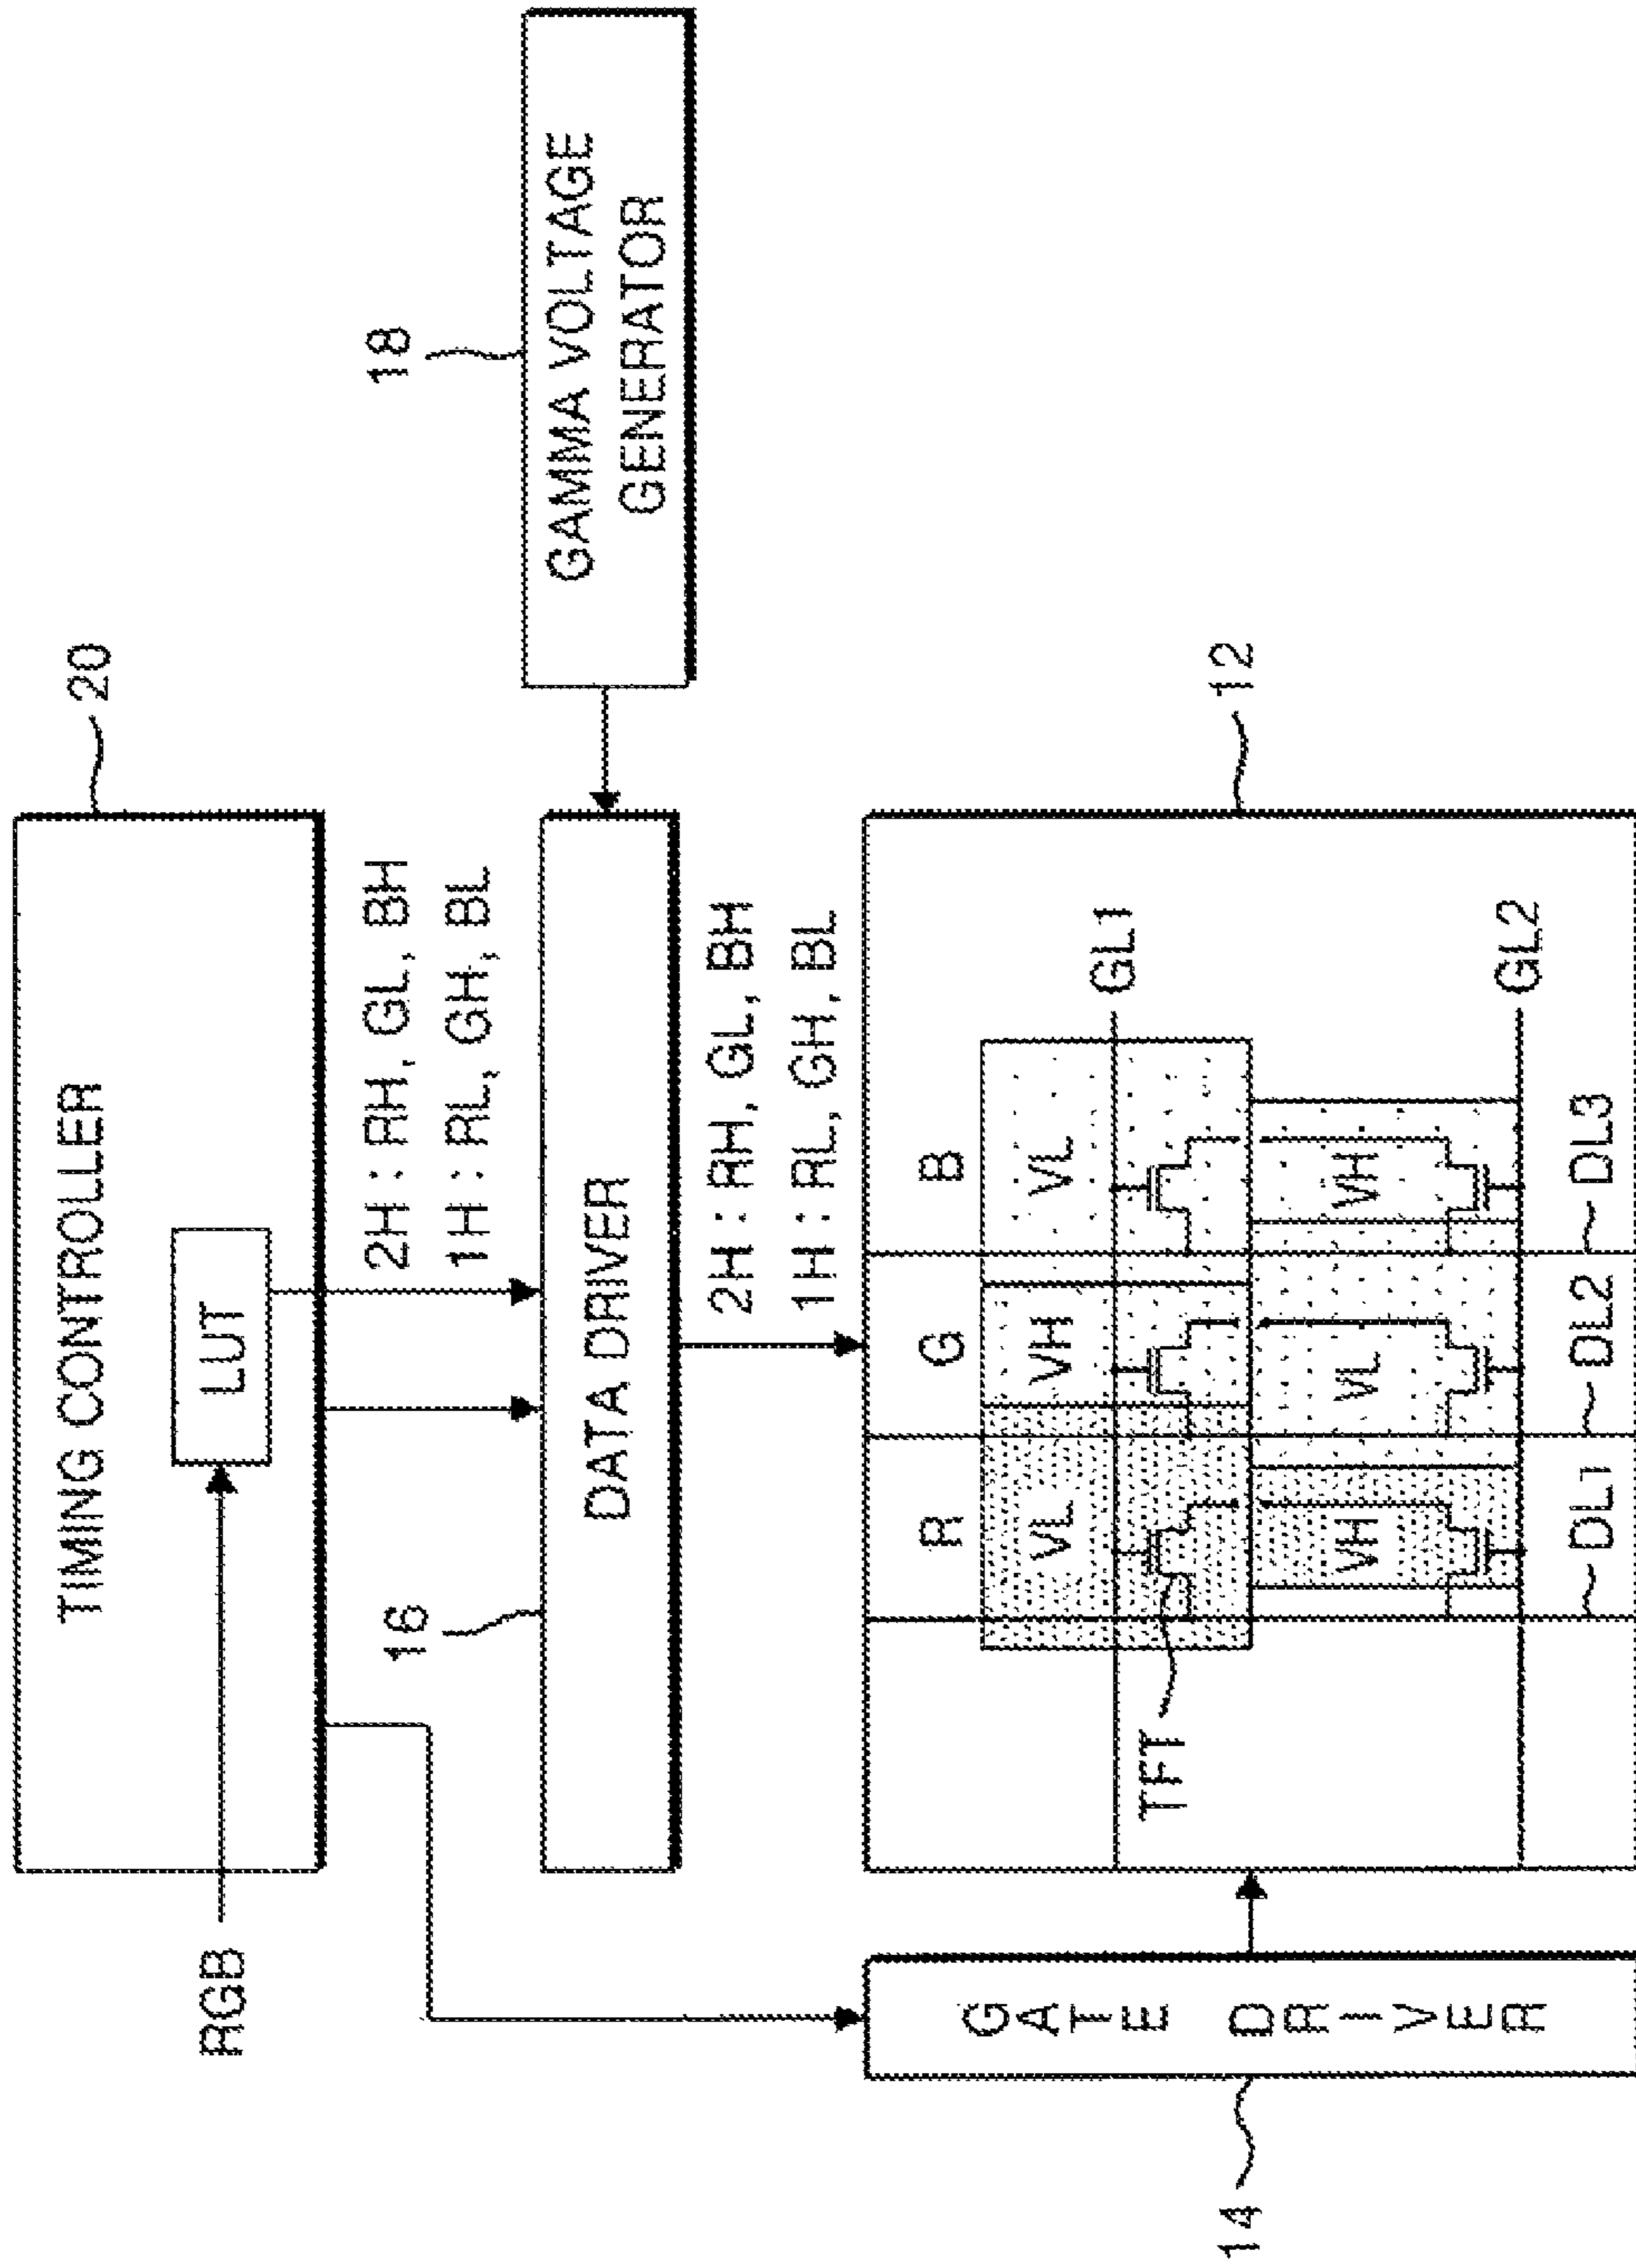 20
TIMING CONTROLLER
RGB
LUT
2H : RH, GL, BH
1H : RL, GH, BL
18
GAMMA VOLTAGE
GENERATOR
16
DATA DRIVER
2H : RH, GL, BH
1H : RL, GH, BL
12
R G B
VL VH VL
GL1
TFT
VH VL VH
GL2
DL1 DL2 DL3
14
GATE DRIVER